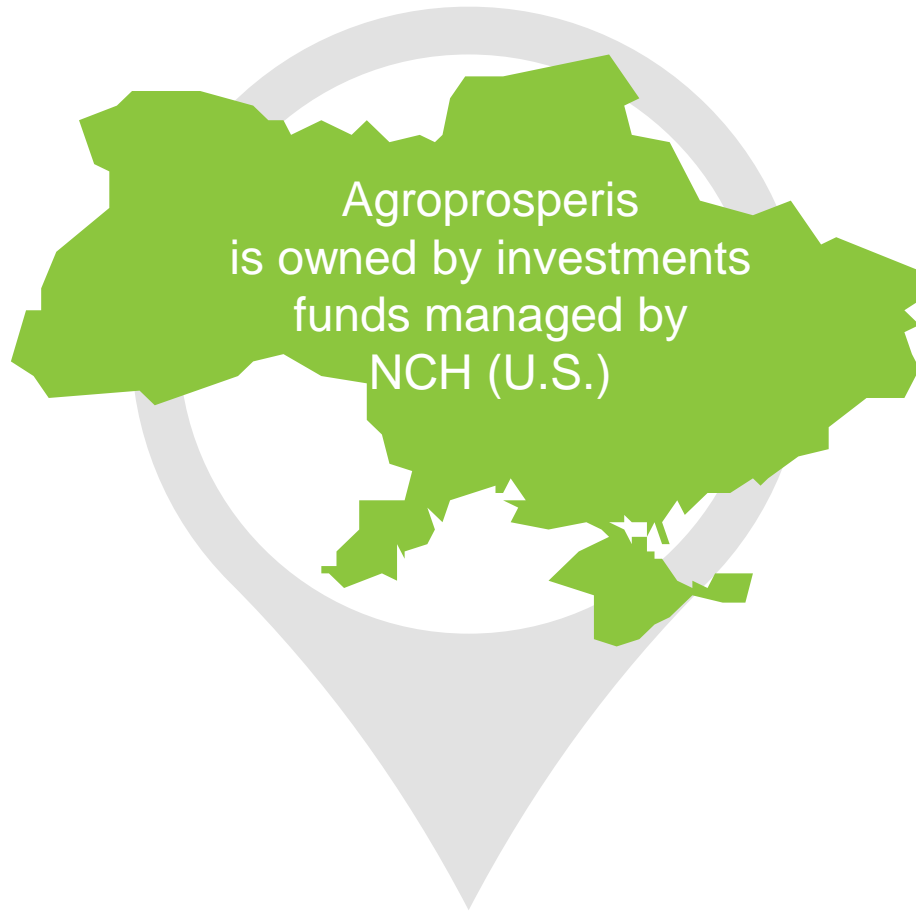 Agroprosperis
is owned by investments
funds managed by
NCH (U.S.)